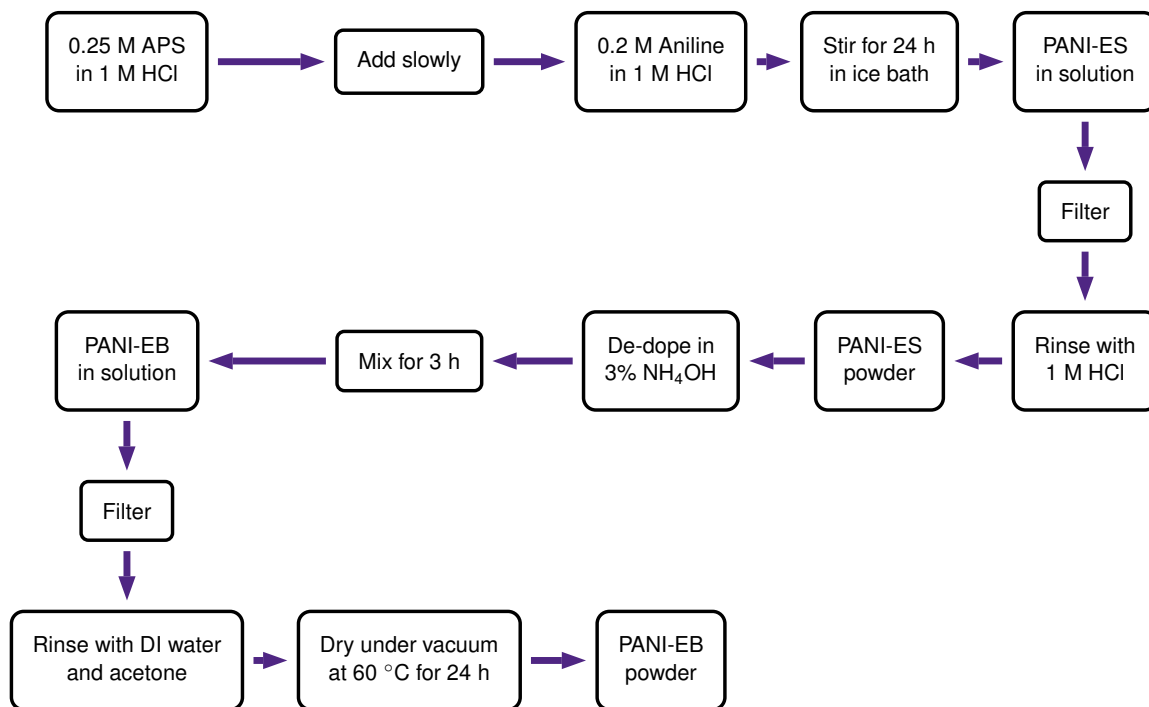 0.25 M APS
in 1 M HCl
Add slowly
0.2 M Aniline
in 1 M HCl
Stir for 24 h
in ice bath
PANI-ES
in solution
Filter
Rinse with
1 M HCl
PANI-ES
powder
De-dope in
3% NH₄OH
Mix for 3 h
PANI-EB
in solution
Filter
Rinse with DI water
and acetone
Dry under vacuum
at 60 °C for 24 h
PANI-EB
powder